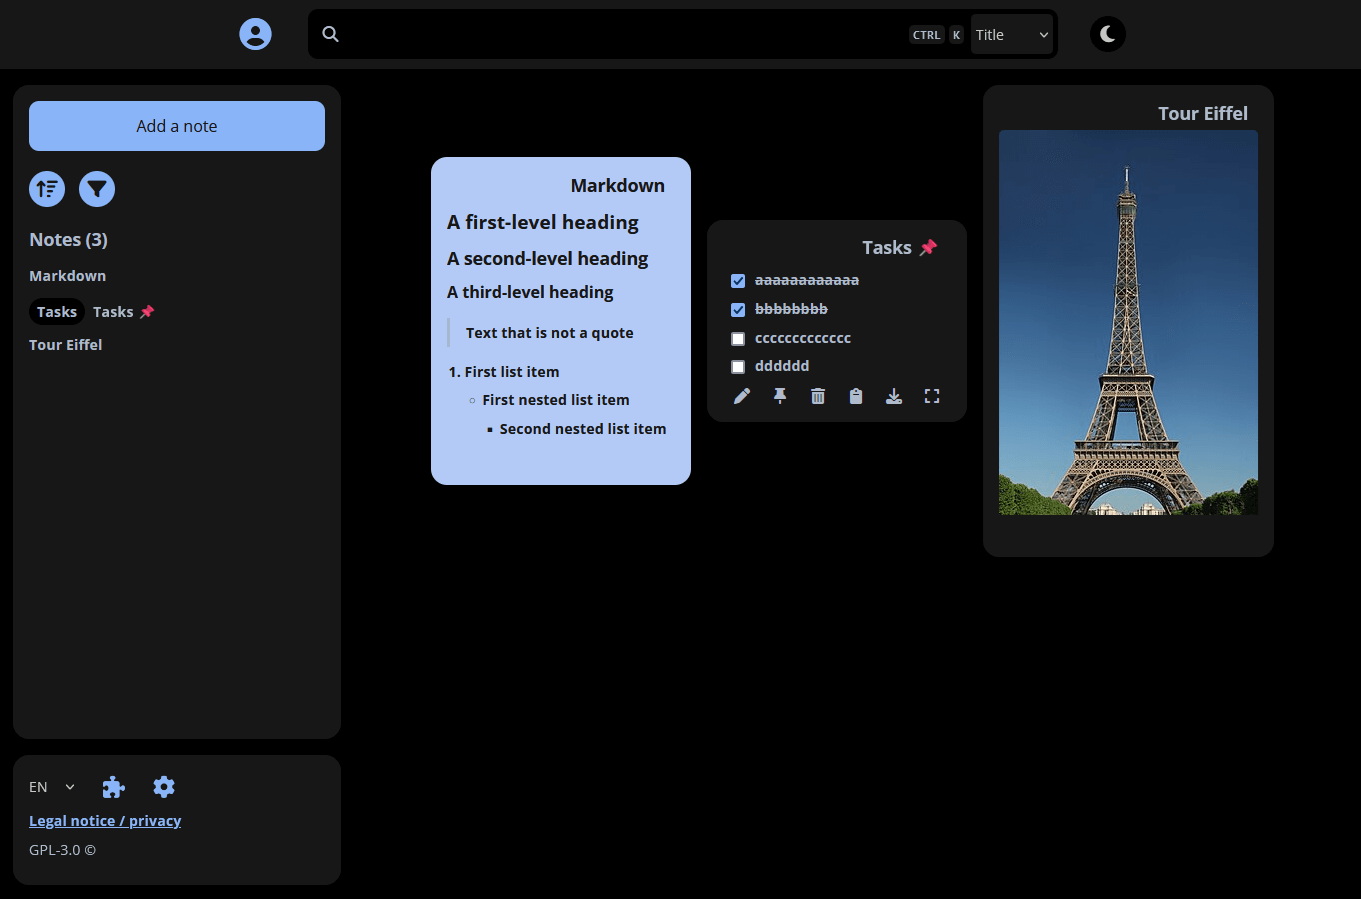 CTRL K Title
Add a note
Notes (3)
Markdown
Tasks Tasks 📌
Tour Eiffel
EN
Legal notice / privacy
GPL-3.0 ©
Markdown
A first-level heading
A second-level heading
A third-level heading
Text that is not a quote
1. First list item
○ First nested list item
▪ Second nested list item
Tasks 📌
aaaaaaaaaaaa
bbbbbbbb
ccccccccccccc
dddddd
Tour Eiffel